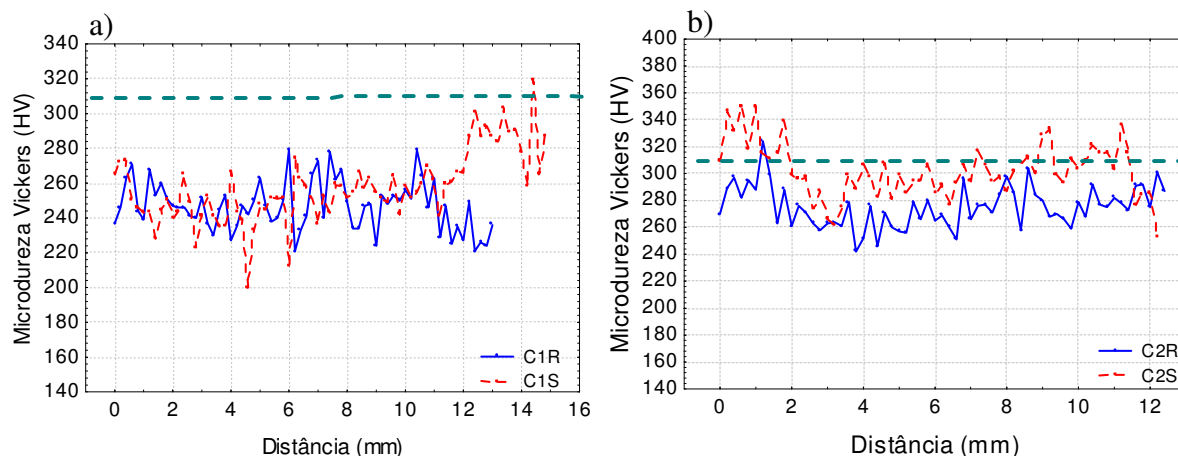 a)
Microdureza Vickers (HV)
340
320
300
280
260
240
220
200
180
160
140
0 2 4 6 8 10 12 14 16
Distância (mm)
C1R
C1S
b)
Microdureza Vickers (HV)
400
380
360
340
320
300
280
260
240
220
200
180
160
140
0 2 4 6 8 10 12
Distância (mm)
C2R
C2S